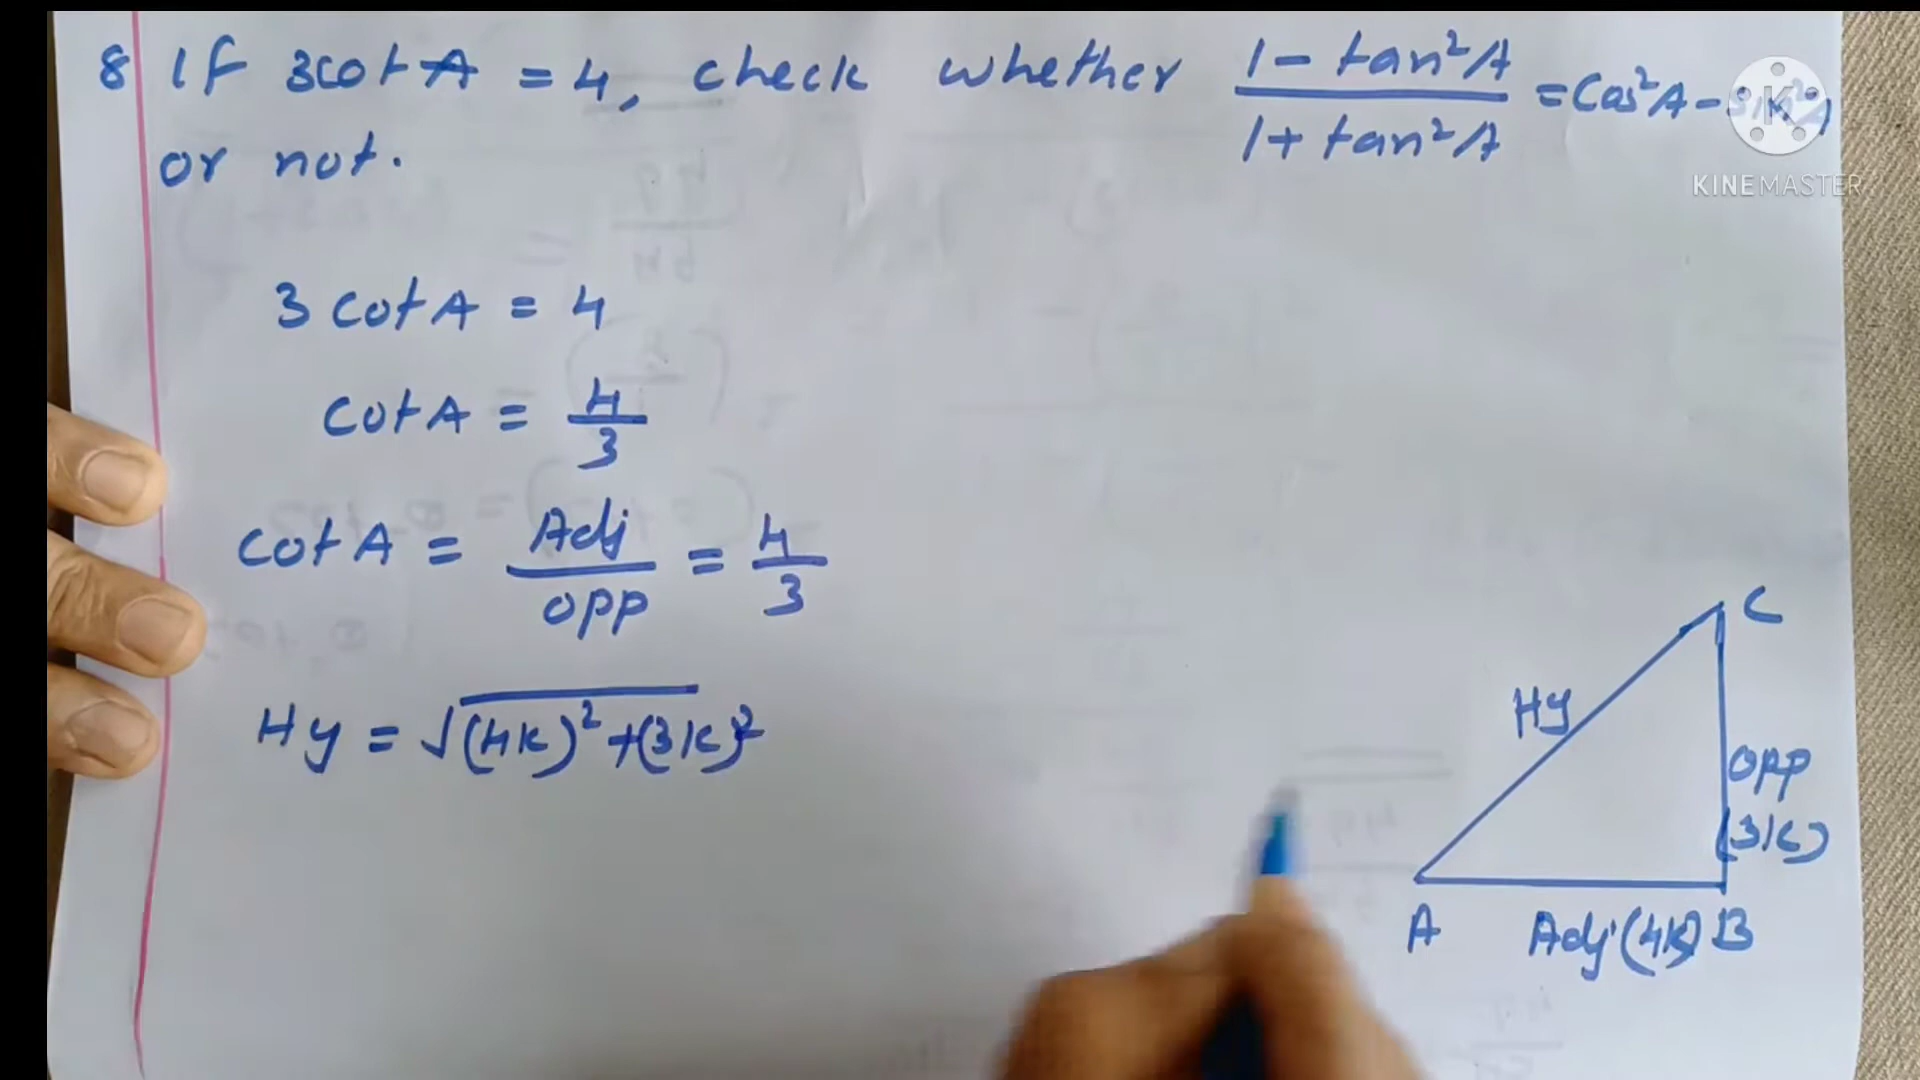 8 If 3cot A = 4, check whether (1 - tan²A)/(1 + tan²A) = Cos²A - sin²A
or not.
KINEMASTER
3 cot A = 4
cot A = 4/3
cot A = Adj/opp = 4/3
Hy = √(4k)² + (3k)²
C
Hy
opp
(3k)
A Adj (4k) B